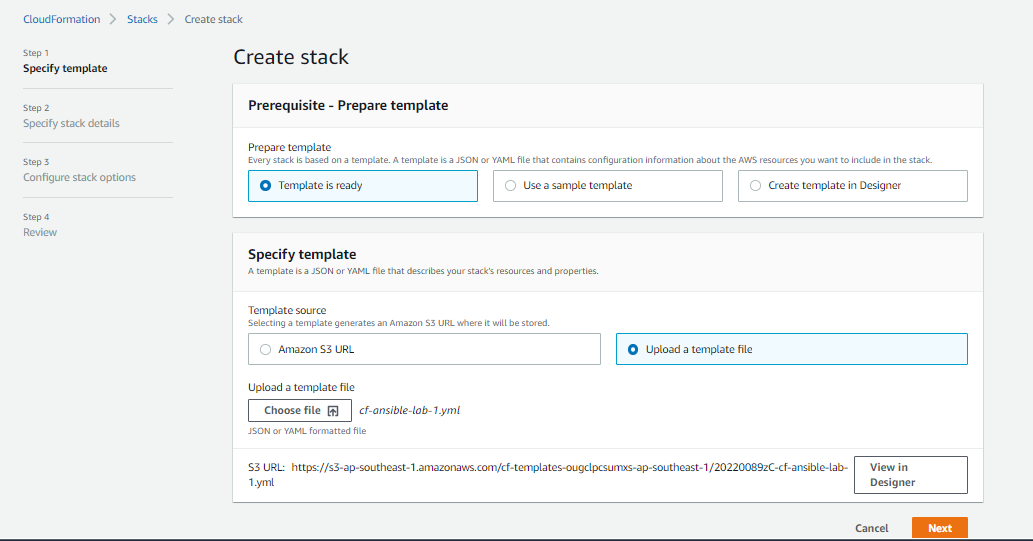 CloudFormation > Stacks > Create stack
Step 1
Specify template
Step 2
Specify stack details
Step 3
Configure stack options
Step 4
Review
Create stack
Prerequisite - Prepare template
Prepare template
Every stack is based on a template. A template is a JSON or YAML file that contains configuration information about the AWS resources you want to include in the stack.
Template is ready
Use a sample template
Create template in Designer
Specify template
A template is a JSON or YAML file that describes your stack's resources and properties.
Template source
Selecting a template generates an Amazon S3 URL where it will be stored.
Amazon S3 URL
Upload a template file
Upload a template file
Choose file
cf-ansible-lab-1.yml
JSON or YAML formatted file
S3 URL: https://s3-ap-southeast-1.amazonaws.com/cf-templates-ougclpcsumxs-ap-southeast-1/20220089zC-cf-ansible-lab-
1.yml
View in
Designer
Cancel
Next